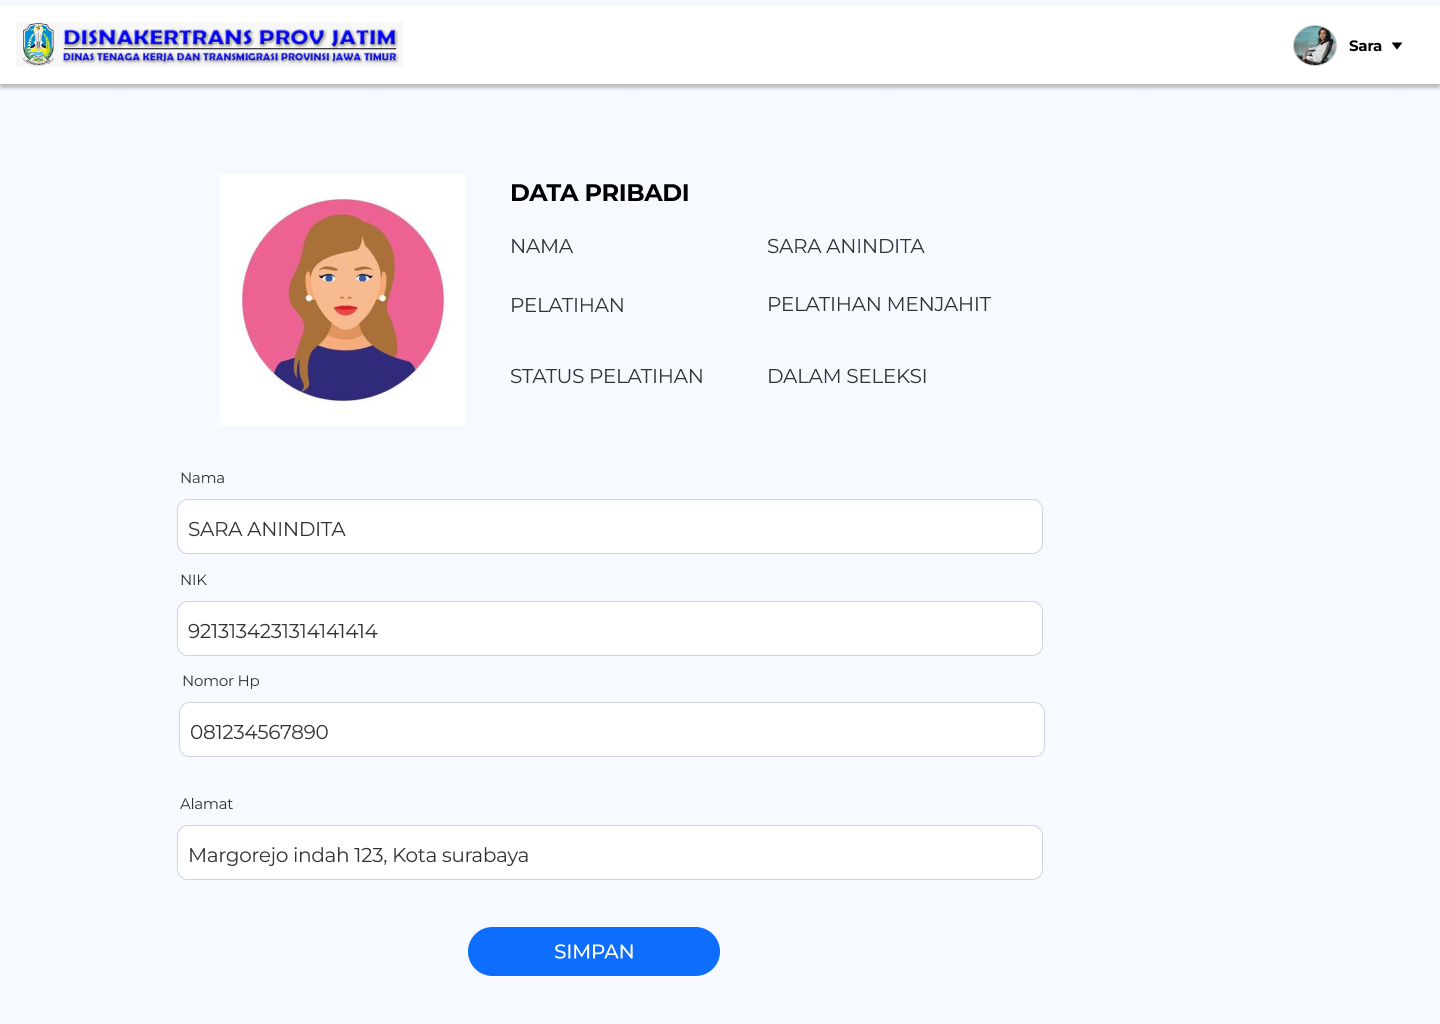 DISNAKERTRANS PROV JATIM
DINAS TENAGA KERJA DAN TRANSMIGRASI PROVINSI JAWA TIMUR
Sara
DATA PRIBADI
NAMA SARA ANINDITA
PELATIHAN PELATIHAN MENJAHIT
STATUS PELATIHAN DALAM SELEKSI
Nama
SARA ANINDITA
NIK
9213134231314141414
Nomor Hp
081234567890
Alamat
Margorejo indah 123, Kota surabaya
SIMPAN